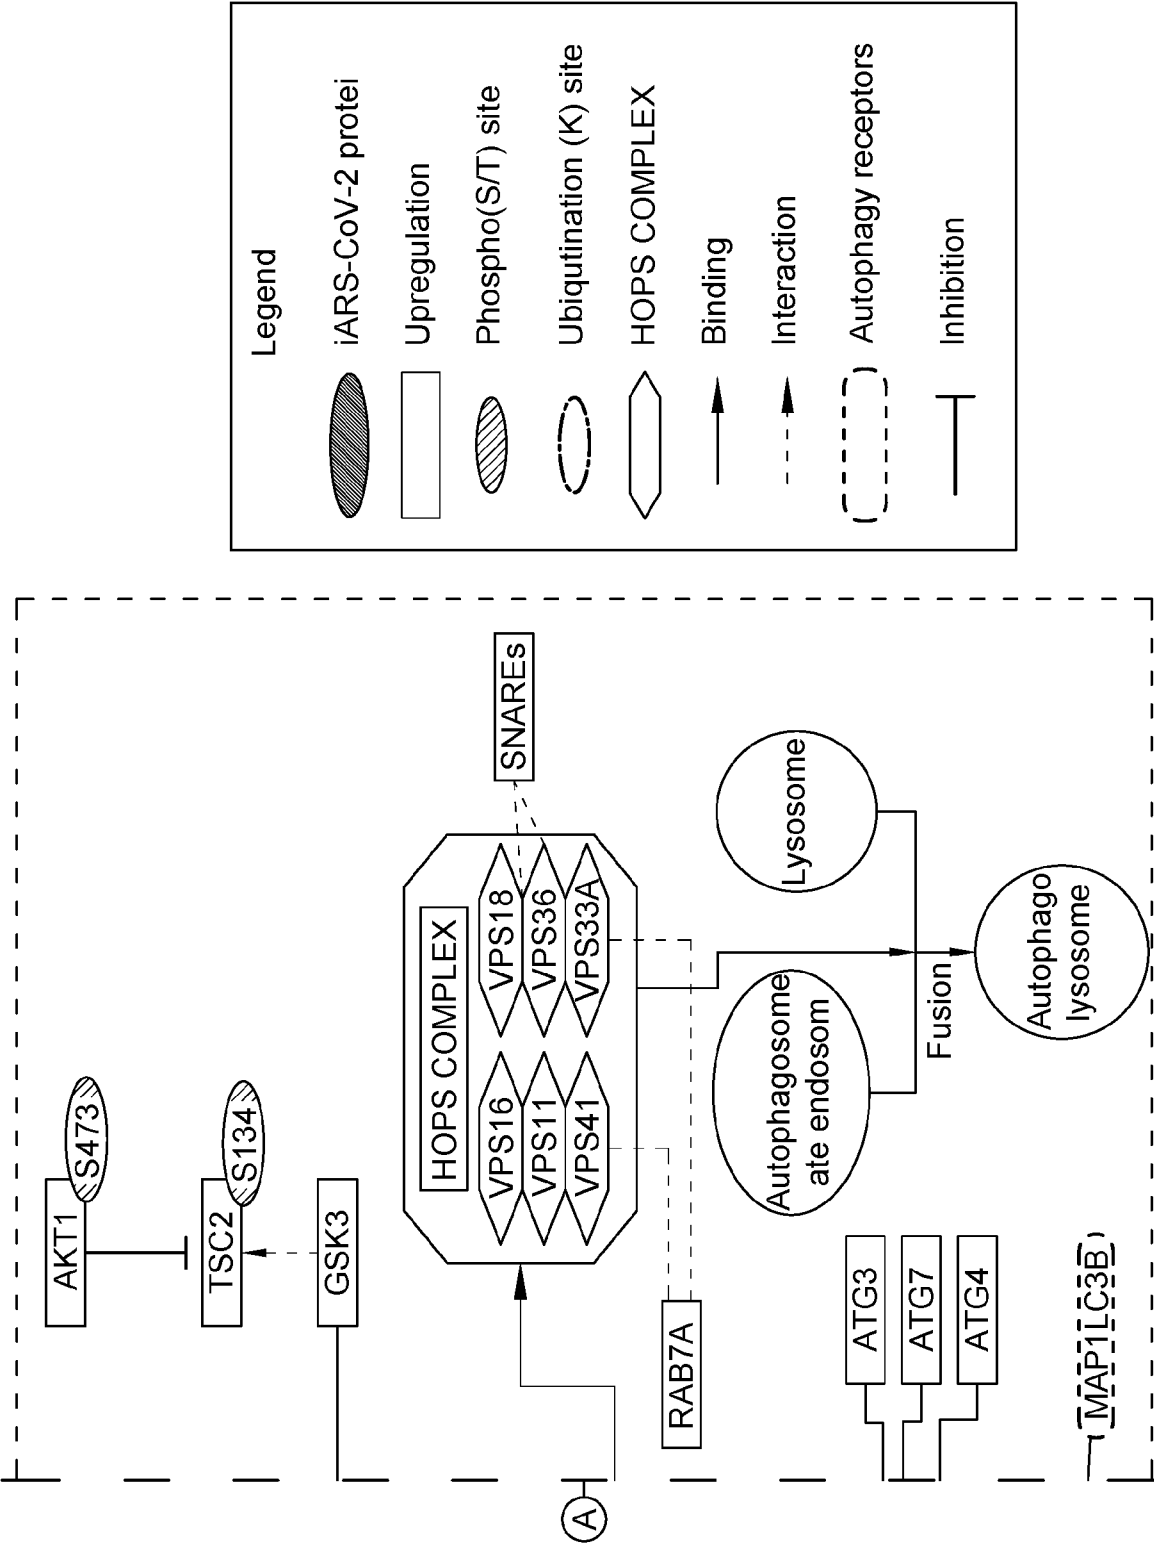 AKT1
S473
TSC2
S134
GSK3
HOPS COMPLEX
VPS16
VPS18
VPS11
VPS36
VPS41
VPS33A
SNAREs
RAB7A
A
ATG3
ATG7
ATG4
MAP1LC3B
Autophagosome
ate endosom
Lysosome
Fusion
Autophago
lysosome
Legend
iARS-CoV-2 protei
Upregulation
Phospho(S/T) site
Ubiqutination (K) site
HOPS COMPLEX
Binding
Interaction
Autophagy receptors
Inhibition